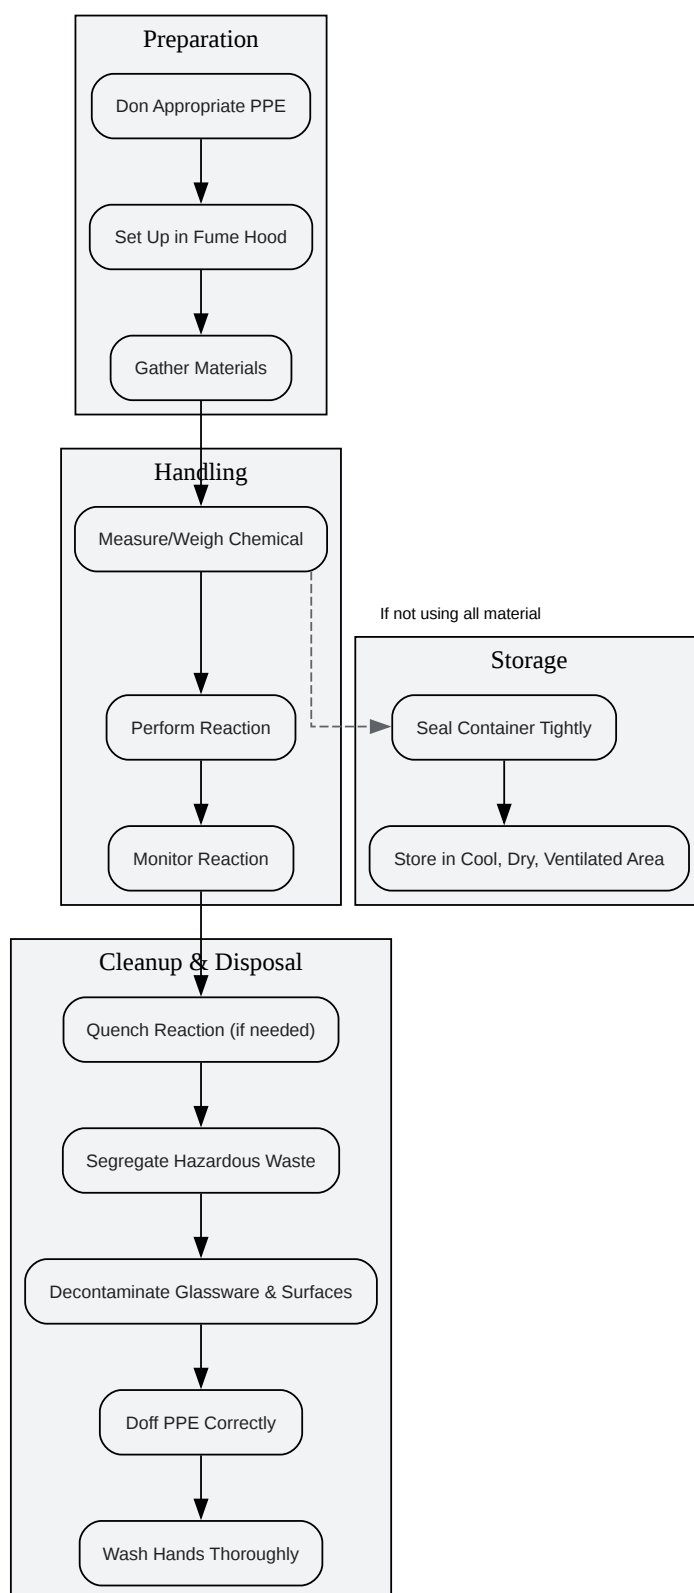 Preparation
Don Appropriate PPE
Set Up in Fume Hood
Gather Materials
Handling
Measure/Weigh Chemical
If not using all material
Storage
Perform Reaction
Seal Container Tightly
Monitor Reaction
Store in Cool, Dry, Ventilated Area
Cleanup & Disposal
Quench Reaction (if needed)
Segregate Hazardous Waste
Decontaminate Glassware & Surfaces
Doff PPE Correctly
Wash Hands Thoroughly